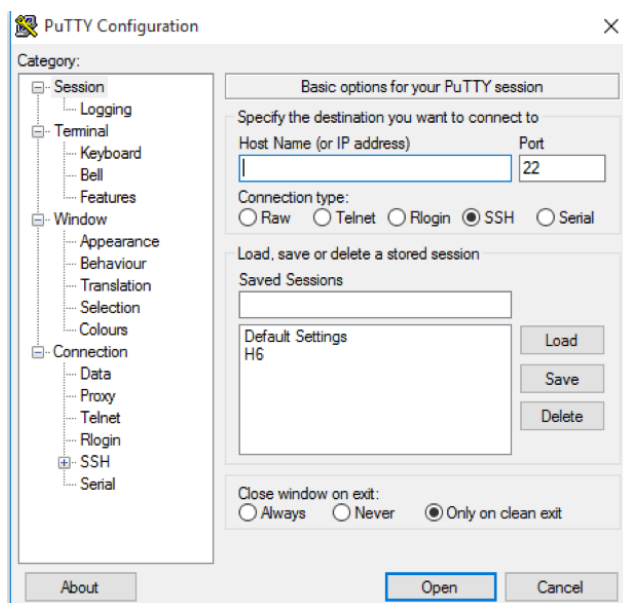 PuTTY Configuration
Category:
Session
Logging
Terminal
Keyboard
Bell
Features
Window
Appearance
Behaviour
Translation
Selection
Colours
Connection
Data
Proxy
Telnet
Rlogin
SSH
Serial
Basic options for your PuTTY session
Specify the destination you want to connect to
Host Name (or IP address) Port
22
Connection type:
Raw Telnet Rlogin SSH Serial
Load, save or delete a stored session
Saved Sessions
Default Settings
H6
Load
Save
Delete
Close window on exit:
Always Never Only on clean exit
About Open Cancel